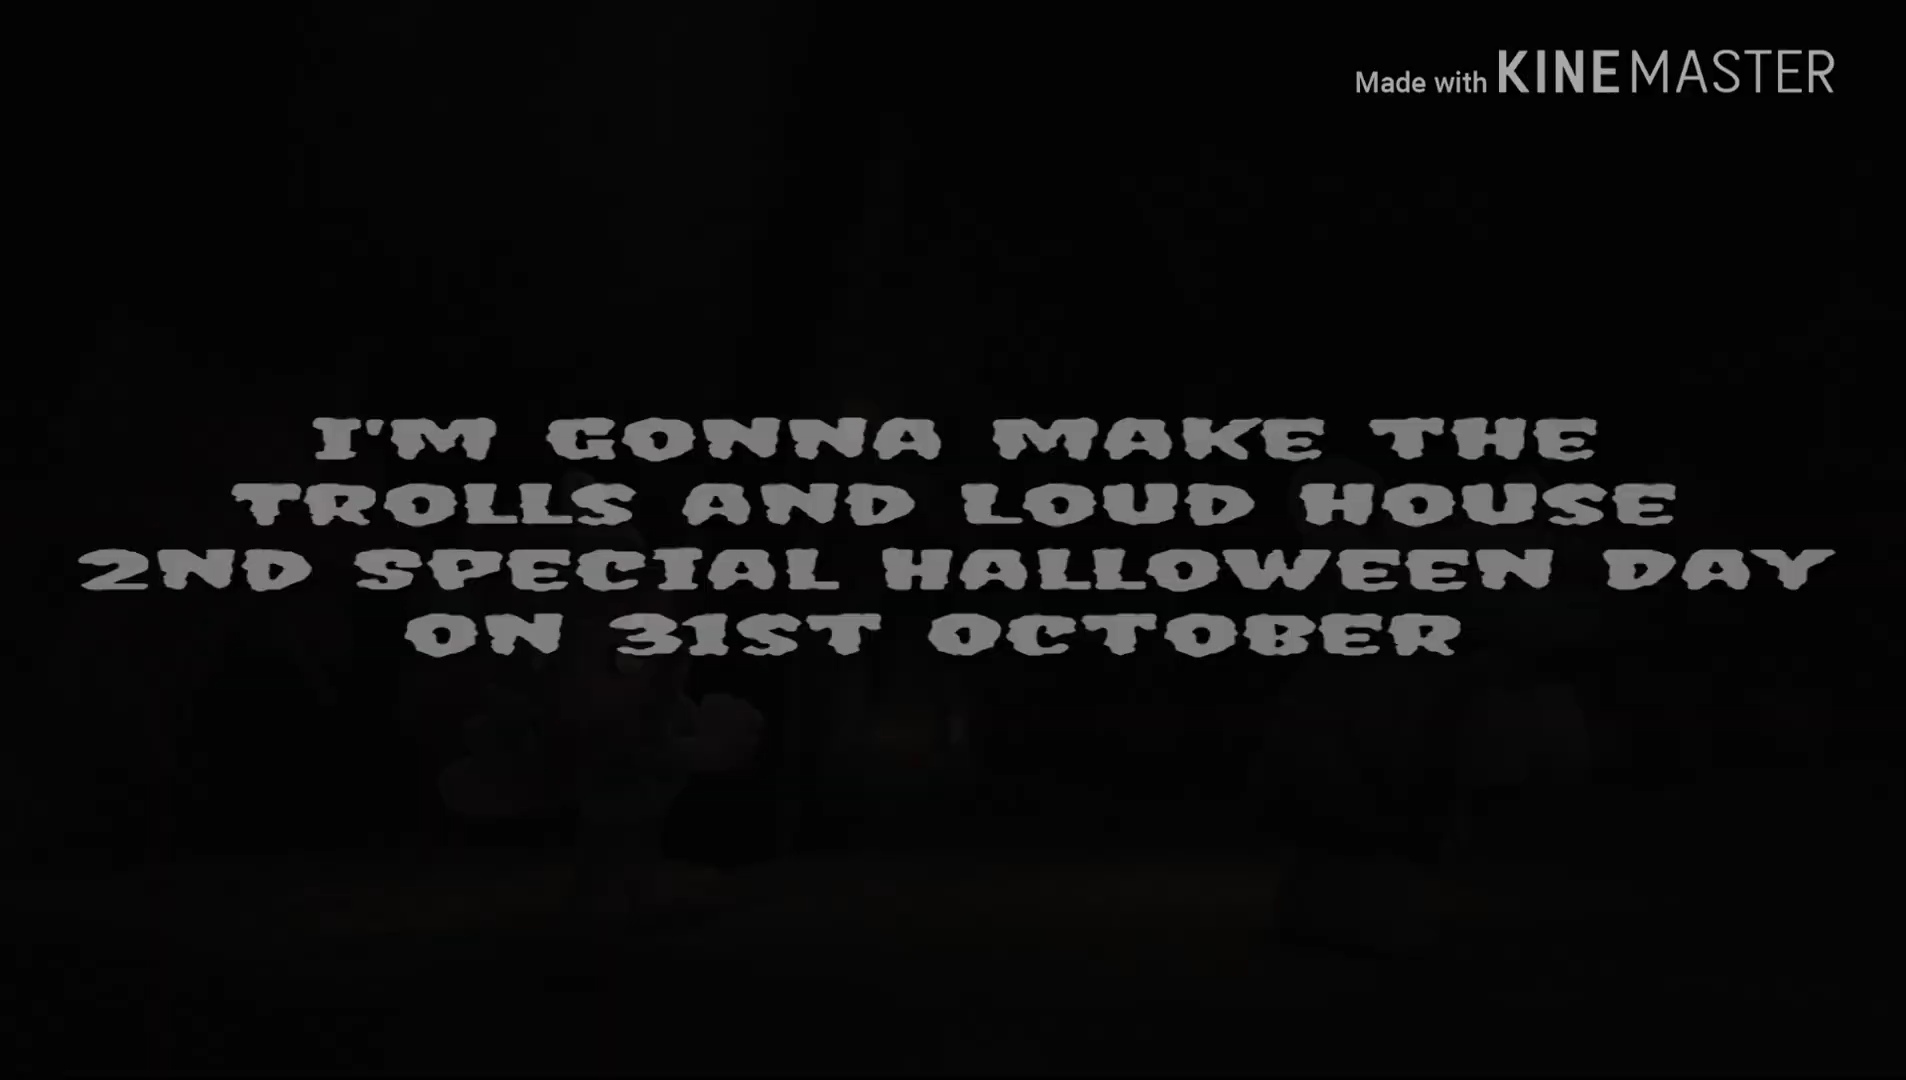 Made with KINEMASTER
I'M GONNA MAKE THE
TROLLS AND LOUD HOUSE
2ND SPECIAL HALLOWEEN DAY
ON 31ST OCTOBER